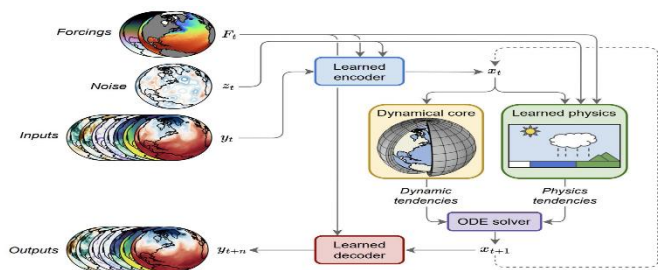 Forcings F_t
Noise z_t
Inputs y_t
Learned
encoder
x_t
Dynamical core
Learned physics
Dynamic
tendencies
Physics
tendencies
ODE solver
Outputs y_{t+n}
Learned
decoder
x_{t+1}